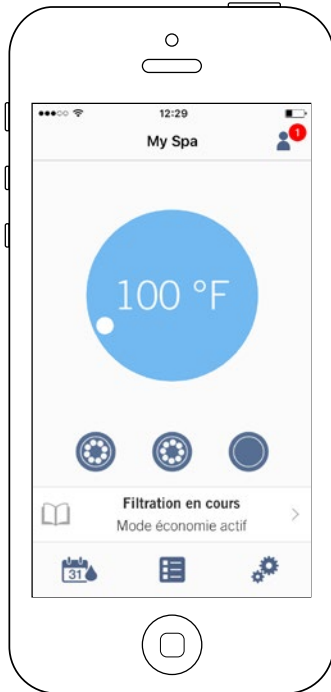 12:29
My Spa
1
100 °F
Filtration en cours
Mode économie actif
31